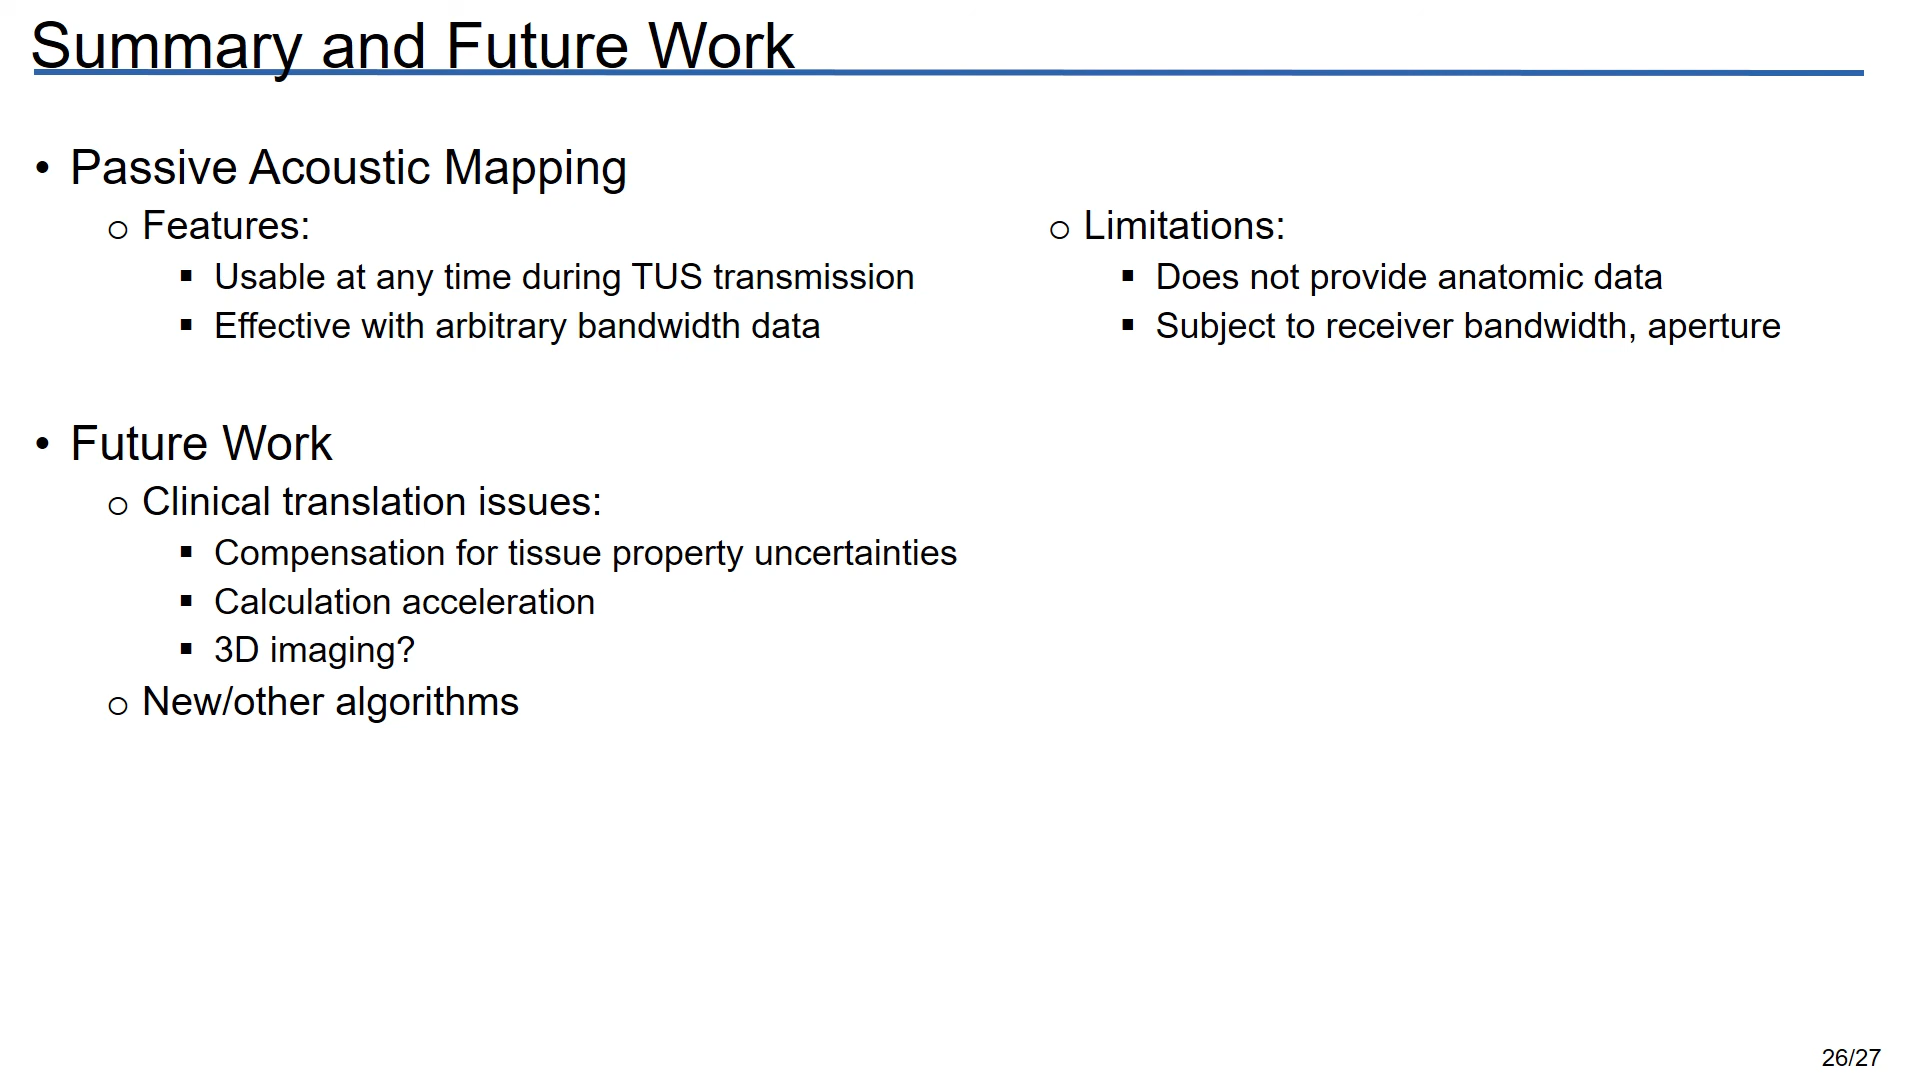 Summary and Future Work
• Passive Acoustic Mapping
o Features:
▪ Usable at any time during TUS transmission
▪ Effective with arbitrary bandwidth data
o Limitations:
▪ Does not provide anatomic data
▪ Subject to receiver bandwidth, aperture
• Future Work
o Clinical translation issues:
▪ Compensation for tissue property uncertainties
▪ Calculation acceleration
▪ 3D imaging?
o New/other algorithms
26/27